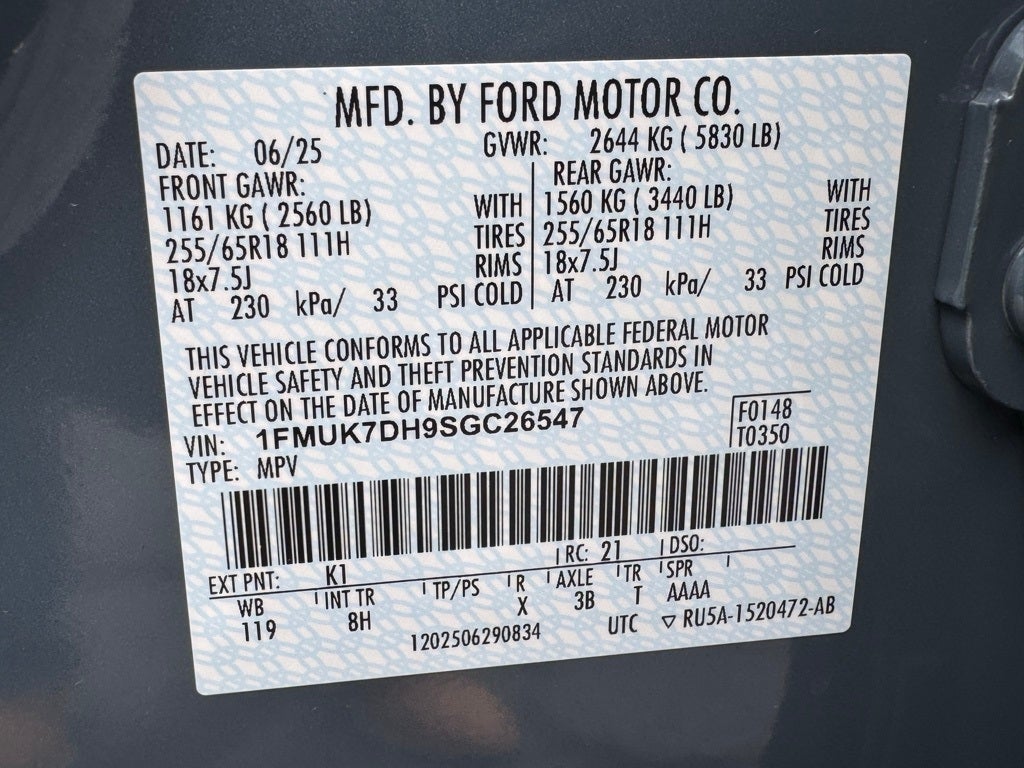 MFD. BY FORD MOTOR CO.
DATE: 06/25 GVWR: 2644 KG ( 5830 LB)
FRONT GAWR: REAR GAWR:
1161 KG ( 2560 LB) WITH 1560 KG ( 3440 LB) WITH
255/65R18 111H TIRES 255/65R18 111H TIRES
18x7.5J RIMS 18x7.5J RIMS
AT 230 kPa/ 33 PSI COLD AT 230 kPa/ 33 PSI COLD
THIS VEHICLE CONFORMS TO ALL APPLICABLE FEDERAL MOTOR
VEHICLE SAFETY AND THEFT PREVENTION STANDARDS IN
EFFECT ON THE DATE OF MANUFACTURE SHOWN ABOVE.
VIN: 1FMUK7DH9SGC26547 F0148
TYPE: MPV T0350
EXT PNT: K1 RC: 21 DSO:
WB INT TR TP/PS R AXLE TR SPR
119 8H X 3B T AAAA
1202506290834 UTC ▽ RU5A-1520472-AB